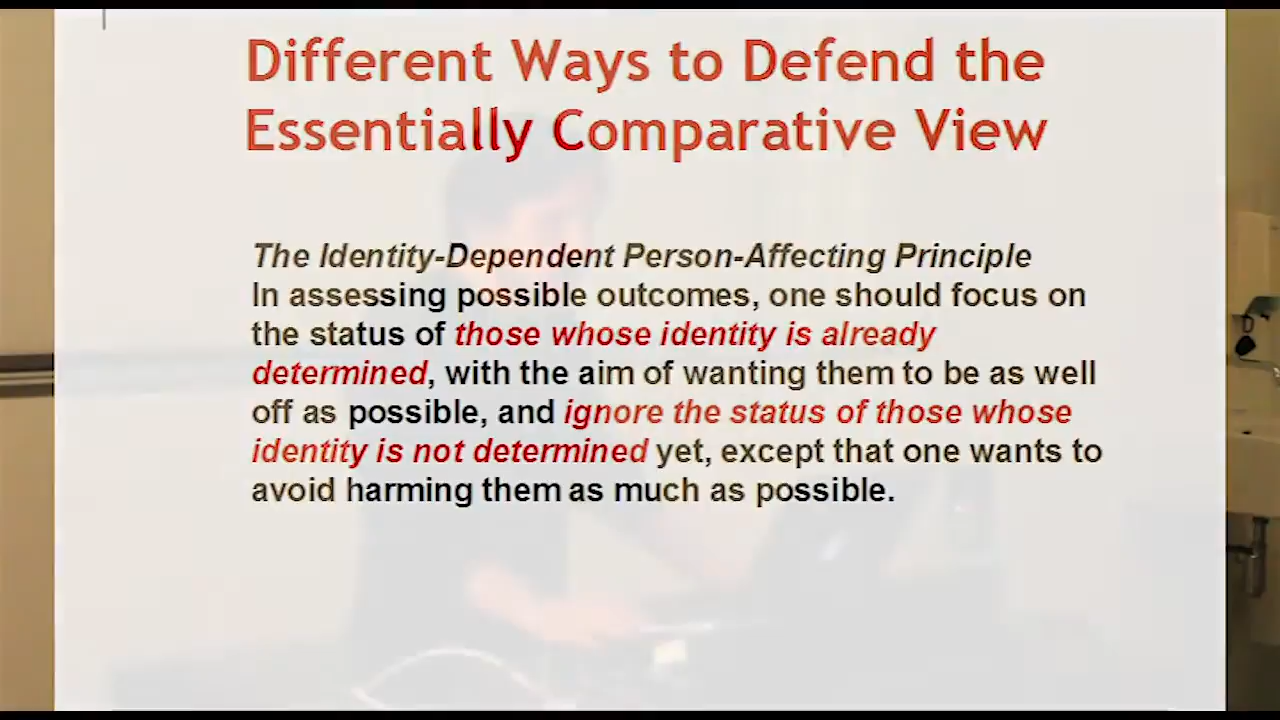 Different Ways to Defend the
Essentially Comparative View
The Identity-Dependent Person-Affecting Principle
In assessing possible outcomes, one should focus on
the status of those whose identity is already
determined, with the aim of wanting them to be as well
off as possible, and ignore the status of those whose
identity is not determined yet, except that one wants to
avoid harming them as much as possible.